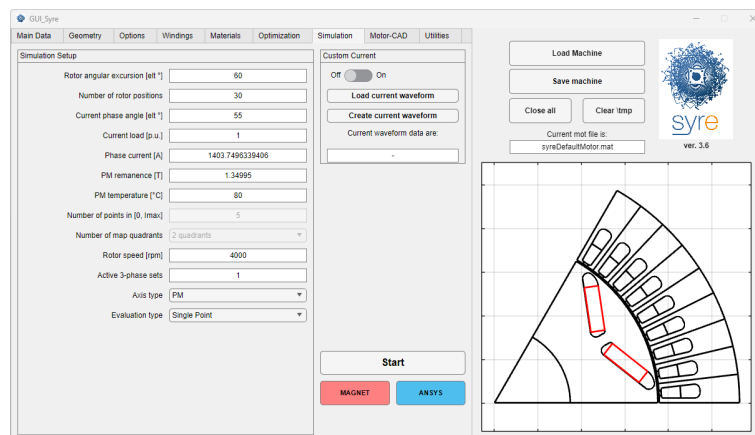 GUI_Syre
Main Data Geometry Options Windings Materials Optimization Simulation Motor-CAD Utilities
Simulation Setup
Rotor angular excursion [elt °] 60
Number of rotor positions 30
Current phase angle [elt °] 55
Current load [p.u.] 1
Phase current [A] 1403.7496339406
PM remanence [T] 1.34995
PM temperature [°C] 80
Number of points in [0, Imax] 5
Number of map quadrants 2 quadrants
Rotor speed [rpm] 4000
Active 3-phase sets 1
Axis type PM
Evaluation type Single Point
Custom Current
Off On
Load current waveform
Create current waveform
Current waveform data are:
-
Start
MAGNET ANSYS
Load Machine
Save machine
Close all Clear \tmp
Current mot file is:
syreDefaultMotor.mat
syre
ver. 3.6